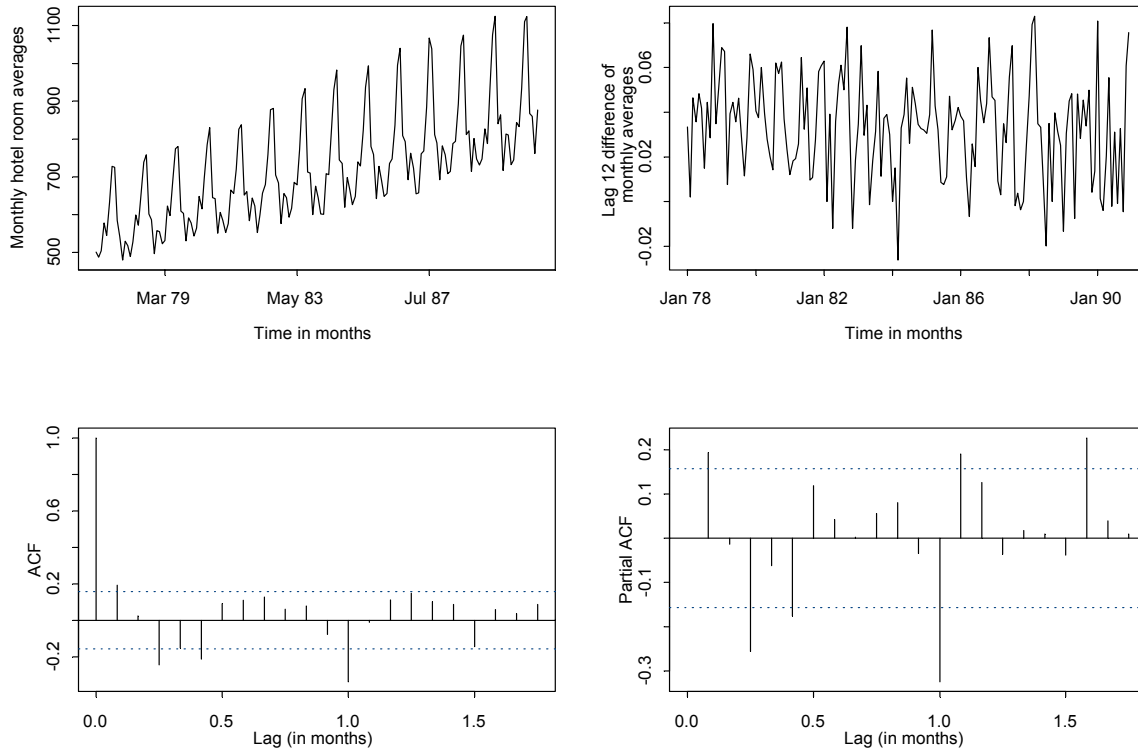 Monthly hotel room averages
1100
900
700
500
Mar 79
May 83
Jul 87
Time in months
Lag 12 difference of
monthly averages
0.06
0.02
-0.02
Jan 78
Jan 82
Jan 86
Jan 90
Time in months
ACF
1.0
0.6
0.2
-0.2
0.0
0.5
1.0
1.5
Lag (in months)
Partial ACF
0.2
0.1
-0.1
-0.3
0.0
0.5
1.0
1.5
Lag (in months)